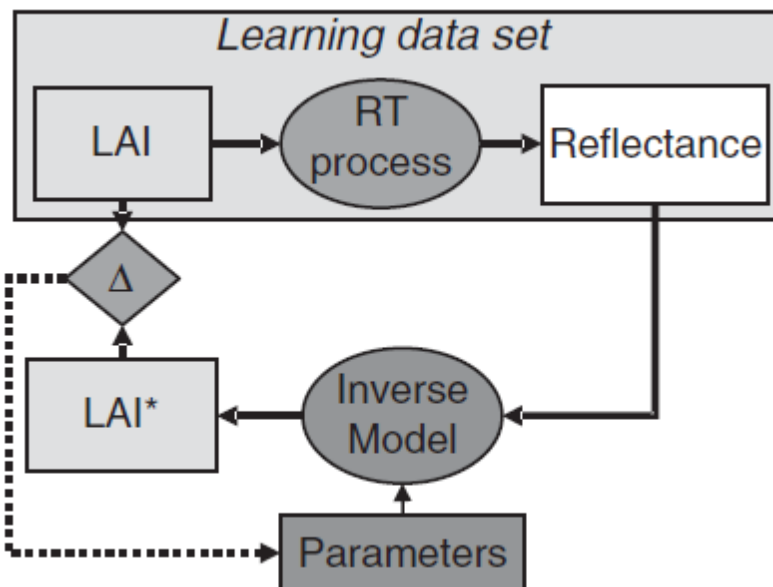 Learning data set
LAI
RT
process
Reflectance
Δ
LAI*
Inverse
Model
Parameters